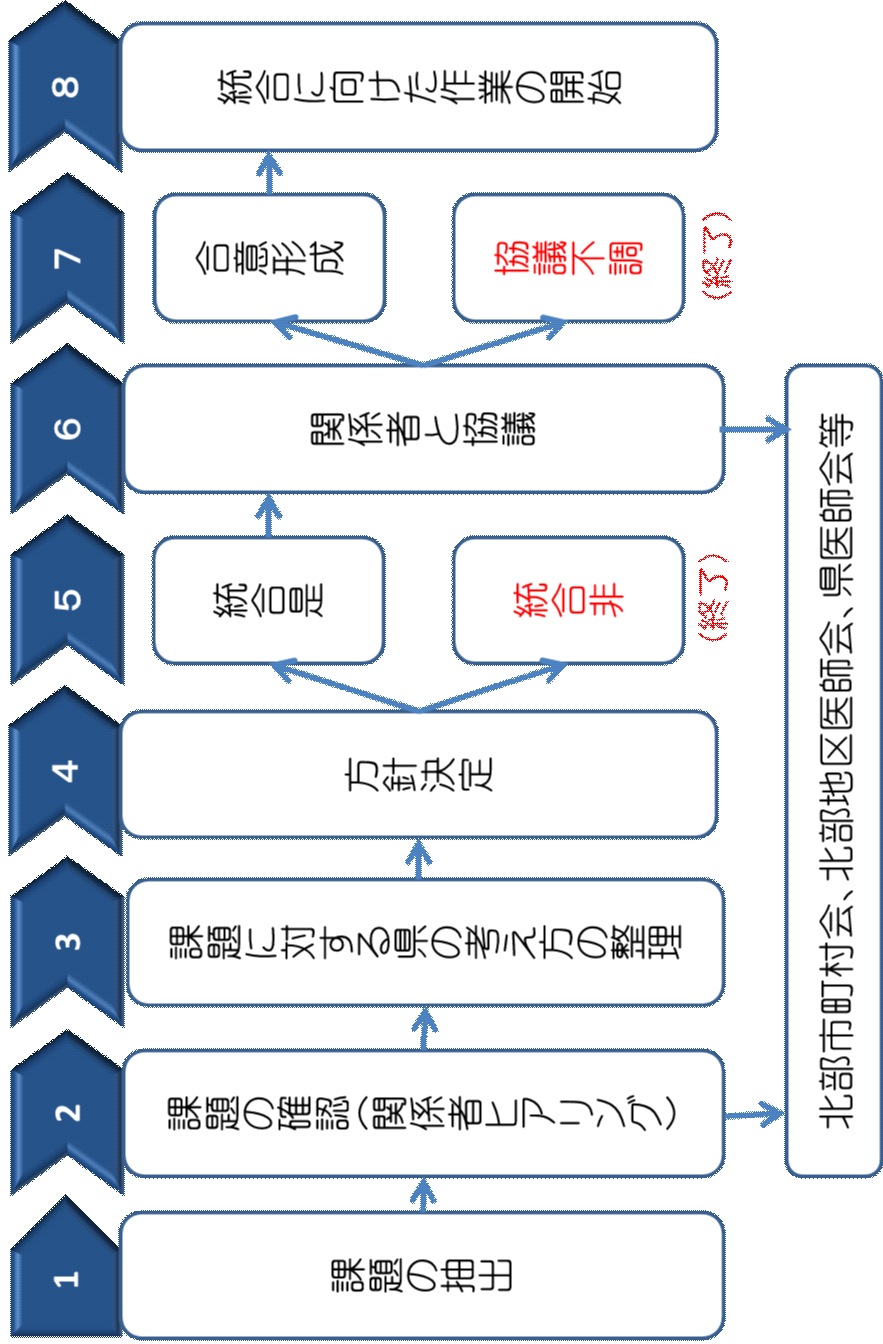 1
課題の抽出
2
課題の確認(関係者ヒアリング)
3
課題に対する県の考え方の整理
4
方針決定
5
統合是
統合非
(終了)
6
関係者と協議
7
合意形成
協議不調
(終了)
8
統合に向けた作業の開始
北部市町村会、北部地区医師会、県医師会等